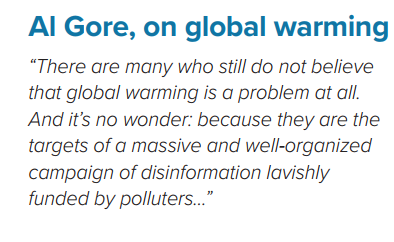 Al Gore, on global warming
“There are many who still do not believe
that global warming is a problem at all.
And it’s no wonder: because they are the
targets of a massive and well-organized
campaign of disinformation lavishly
funded by polluters...”